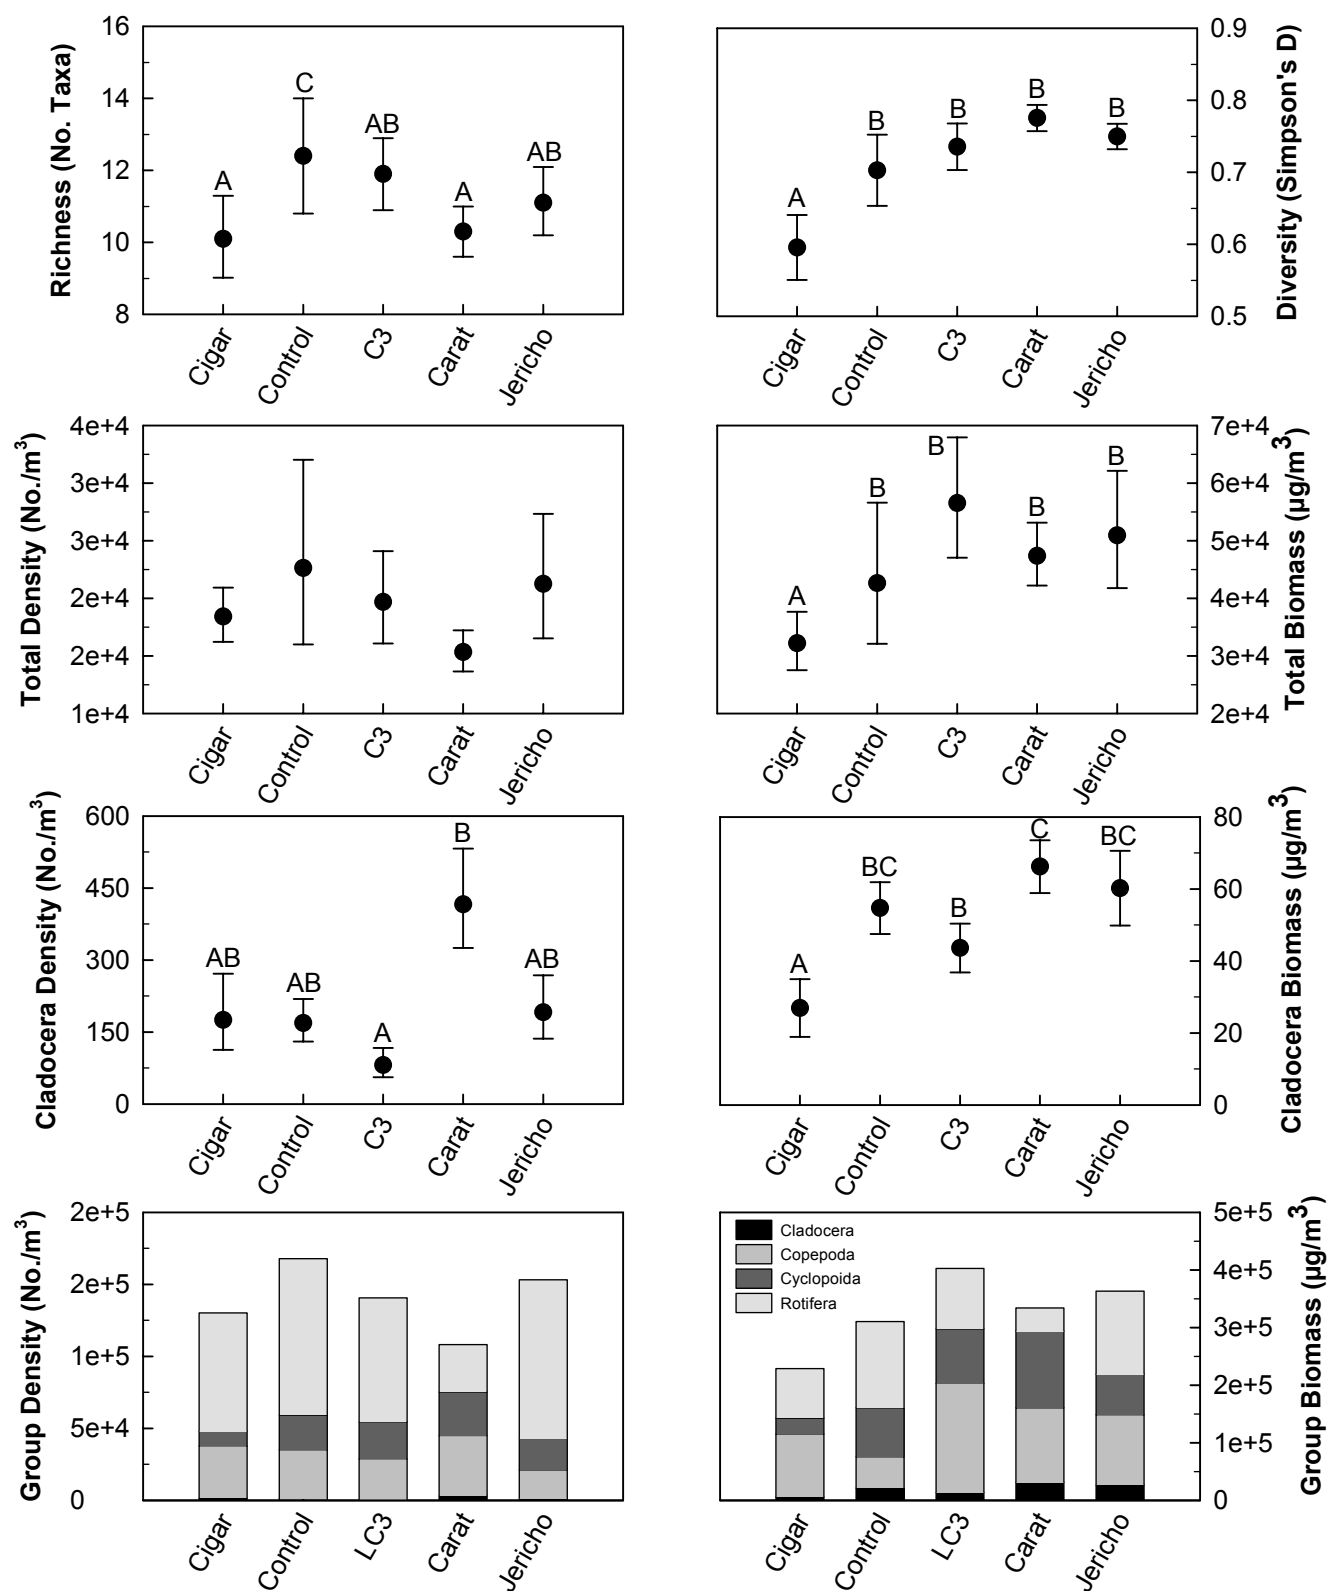 Richness (No. Taxa)
16
14
12
10
8
A
C
AB
A
AB
Cigar
Control
C3
Carat
Jericho
Diversity (Simpson's D)
0.9
0.8
0.7
0.6
0.5
A
B
B
B
B
Cigar
Control
C3
Carat
Jericho
Total Density (No./m³)
4e+4
3e+4
3e+4
2e+4
2e+4
1e+4
Cigar
Control
C3
Carat
Jericho
Total Biomass (µg/m³)
7e+4
6e+4
5e+4
4e+4
3e+4
2e+4
A
B
B
B
B
Cigar
Control
C3
Carat
Jericho
Cladocera Density (No./m³)
600
450
300
150
0
AB
AB
A
B
AB
Cigar
Control
C3
Carat
Jericho
Cladocera Biomass (µg/m³)
80
60
40
20
0
A
BC
B
C
BC
Cigar
Control
C3
Carat
Jericho
Group Density (No./m³)
2e+5
2e+5
1e+5
5e+4
0
Cigar
Control
LC3
Carat
Jericho
Group Biomass (µg/m³)
5e+5
4e+5
3e+5
2e+5
1e+5
0
Cladocera
Copepoda
Cyclopoida
Rotifera
Cigar
Control
LC3
Carat
Jericho